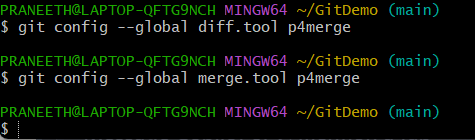 PRANEETH@LAPTOP-QFTG9NCH MINGW64 ~/GitDemo (main)
$ git config --global diff.tool p4merge
PRANEETH@LAPTOP-QFTG9NCH MINGW64 ~/GitDemo (main)
$ git config --global merge.tool p4merge
PRANEETH@LAPTOP-QFTG9NCH MINGW64 ~/GitDemo (main)
$